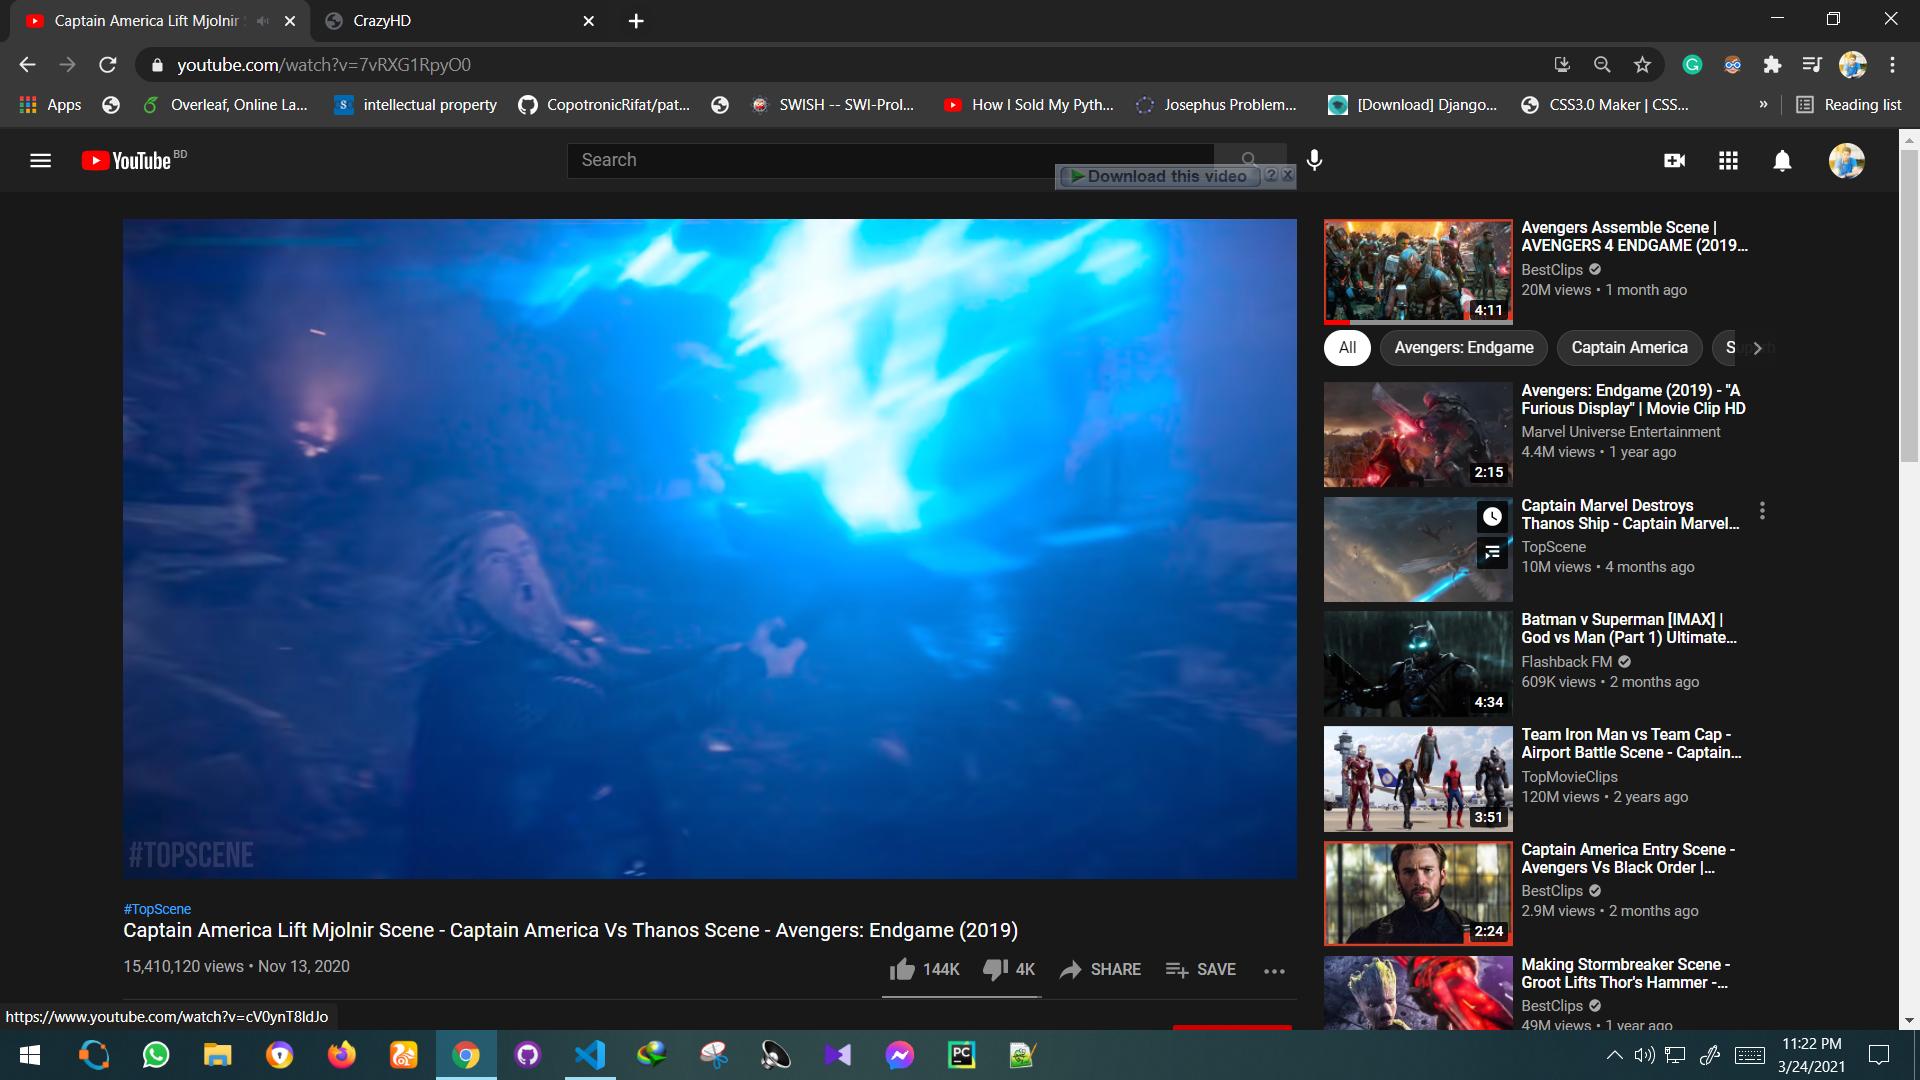 Captain America Lift Mjolnir
CrazyHD
youtube.com/watch?v=7vRXG1RpyO0
Apps
Overleaf, Online La...
intellectual property
CopotronicRifat/pat...
SWISH -- SWI-Prol...
How I Sold My Pyth...
Josephus Problem...
[Download] Django...
CSS3.0 Maker | CSS...
»
Reading list
YouTube BD
Search
Download this video
#TOPSCENE
#TopScene
Captain America Lift Mjolnir Scene - Captain America Vs Thanos Scene - Avengers: Endgame (2019)
15,410,120 views • Nov 13, 2020
144K
4K
SHARE
SAVE
Avengers Assemble Scene |
AVENGERS 4 ENDGAME (2019...
BestClips
20M views • 1 month ago
4:11
All
Avengers: Endgame
Captain America
Avengers: Endgame (2019) - "A
Furious Display" | Movie Clip HD
Marvel Universe Entertainment
4.4M views • 1 year ago
2:15
Captain Marvel Destroys
Thanos Ship - Captain Marvel...
TopScene
10M views • 4 months ago
Batman v Superman [IMAX] |
God vs Man (Part 1) Ultimate...
Flashback FM
609K views • 2 months ago
4:34
Team Iron Man vs Team Cap -
Airport Battle Scene - Captain...
TopMovieClips
120M views • 2 years ago
3:51
Captain America Entry Scene -
Avengers Vs Black Order |...
BestClips
2.9M views • 2 months ago
2:24
Making Stormbreaker Scene -
Groot Lifts Thor's Hammer -...
BestClips
49M views • 1 year ago
https://www.youtube.com/watch?v=cV0ynT8IdJo
PC
11:22 PM
3/24/2021